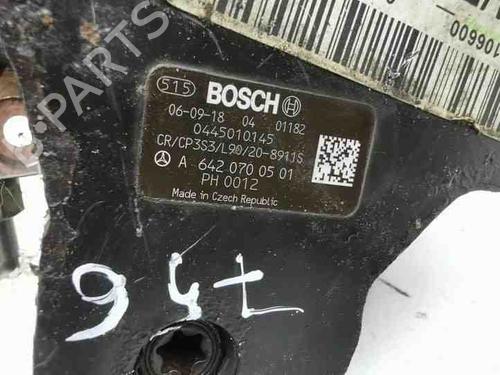 515 BOSCH
06-09-18 04 01182
0445010145
CR/CP3S3/L90/20-8911S
A 642 070 05 01
PH 0012
Made in Czech Republic
00990
B-PARTS